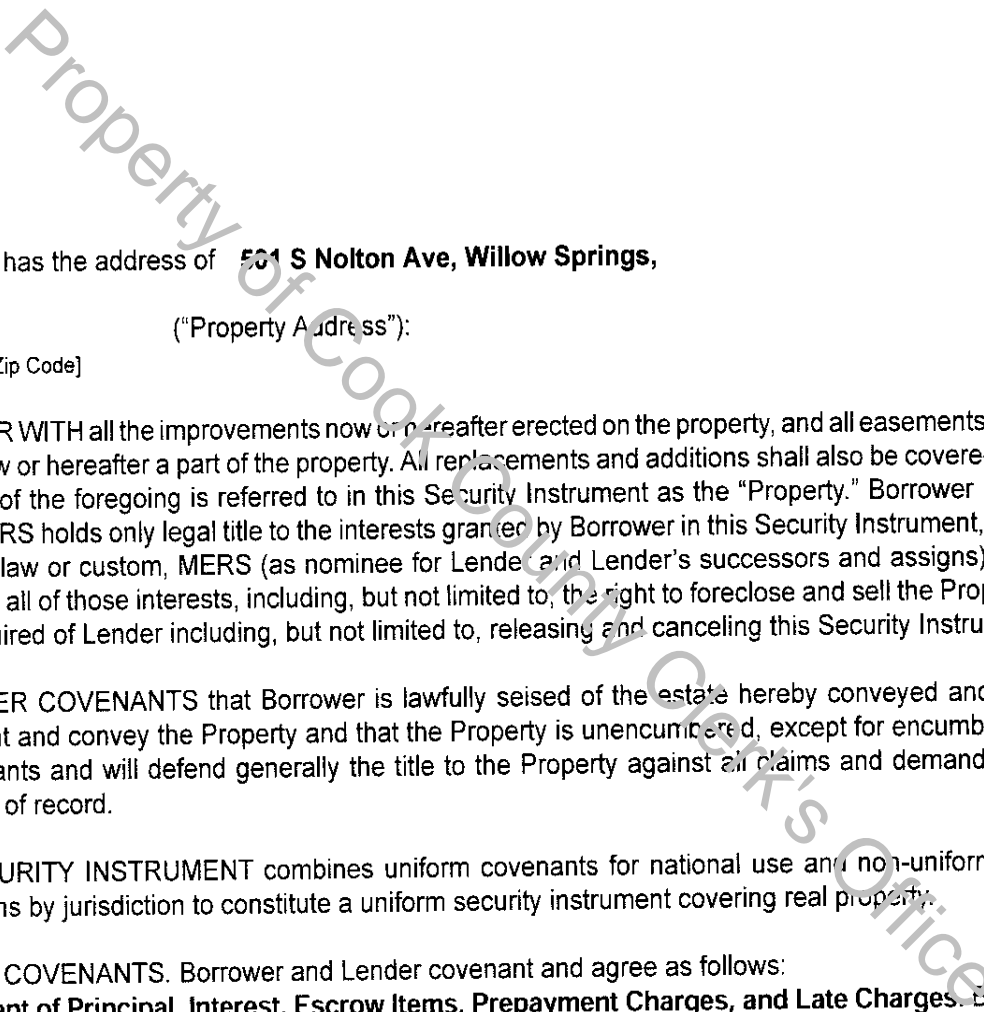 Property of Cook County Clerk's Office
has the address of 501 S Nolton Ave, Willow Springs,
("Property Address"):
Zip Code]
R WITH all the improvements now or hereafter erected on the property, and all easements
w or hereafter a part of the property. All replacements and additions shall also be covere
of the foregoing is referred to in this Security Instrument as the "Property." Borrower
RS holds only legal title to the interests granted by Borrower in this Security Instrument,
law or custom, MERS (as nominee for Lender and Lender's successors and assigns)
all of those interests, including, but not limited to, the right to foreclose and sell the Prop
ired of Lender including, but not limited to, releasing and canceling this Security Instru
ER COVENANTS that Borrower is lawfully seised of the estate hereby conveyed and
t and convey the Property and that the Property is unencumbered, except for encumb
ants and will defend generally the title to the Property against all claims and demand
of record.
URITY INSTRUMENT combines uniform covenants for national use and non-uniform
ns by jurisdiction to constitute a uniform security instrument covering real property.
COVENANTS. Borrower and Lender covenant and agree as follows:
ent of Principal, Interest, Escrow Items, Prepayment Charges, and Late Charges.